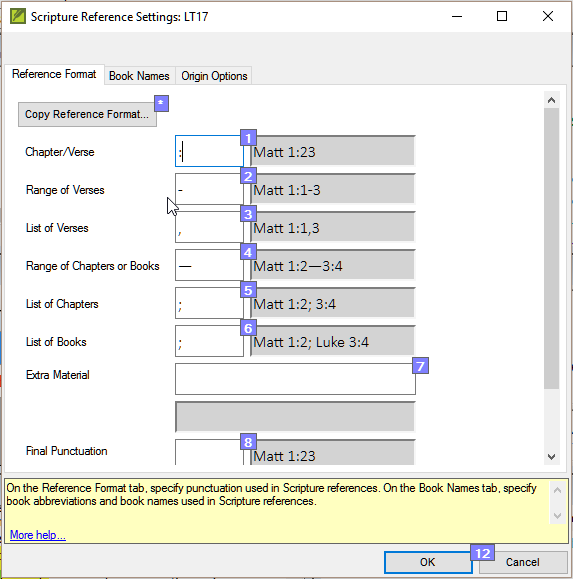 Scripture Reference Settings: LT17
Reference Format Book Names Origin Options
Copy Reference Format... *
1
Chapter/Verse : Matt 1:23
2
Range of Verses - Matt 1:1-3
3
List of Verses , Matt 1:1,3
4
Range of Chapters or Books — Matt 1:2—3:4
5
List of Chapters ; Matt 1:2; 3:4
6
List of Books ; Matt 1:2; Luke 3:4
7
Extra Material
8
Final Punctuation Matt 1:23
On the Reference Format tab, specify punctuation used in Scripture references. On the Book Names tab, specify
book abbreviations and book names used in Scripture references.
More help...
12
OK Cancel